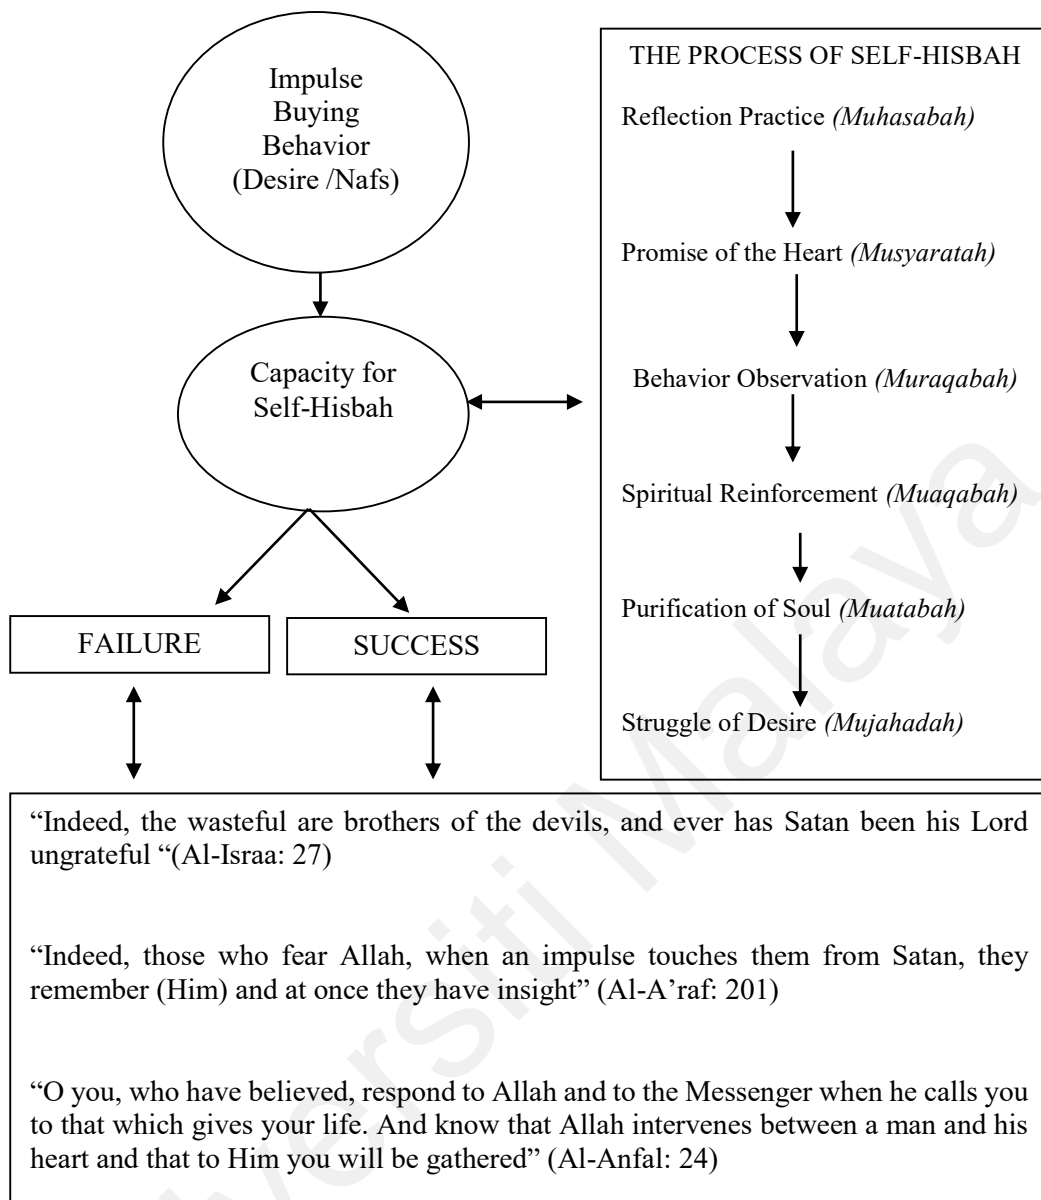 Impulse
Buying
Behavior
(Desire /Nafs)
Capacity for
Self-Hisbah
FAILURE
SUCCESS
THE PROCESS OF SELF-HISBAH
Reflection Practice (Muhasabah)
Promise of the Heart (Musyaratah)
Behavior Observation (Muraqabah)
Spiritual Reinforcement (Muaqabah)
Purification of Soul (Muatabah)
Struggle of Desire (Mujahadah)
“Indeed, the wasteful are brothers of the devils, and ever has Satan been his Lord
ungrateful “(Al-Israa: 27)
“Indeed, those who fear Allah, when an impulse touches them from Satan, they
remember (Him) and at once they have insight” (Al-A’raf: 201)
“O you, who have believed, respond to Allah and to the Messenger when he calls you
to that which gives your life. And know that Allah intervenes between a man and his
heart and that to Him you will be gathered” (Al-Anfal: 24)
versiti Malaya